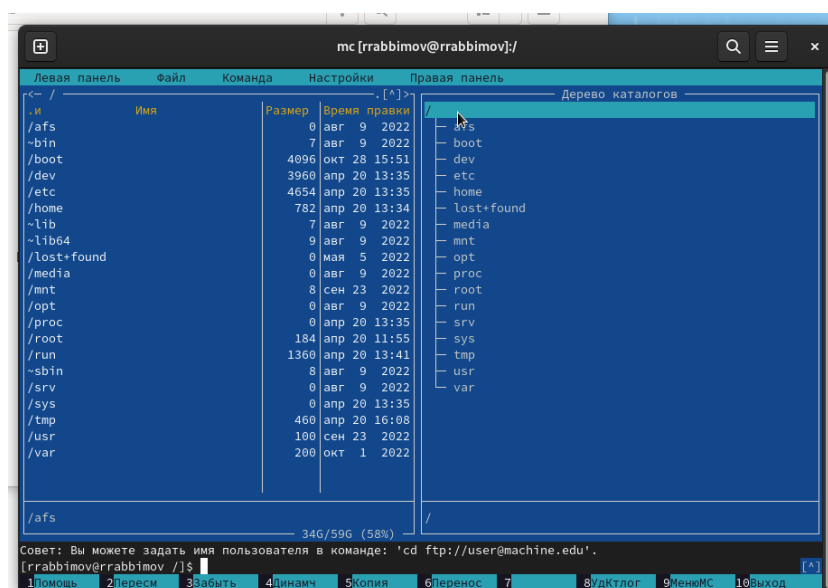 mc [rrabbimov@rrabbimov]:/
Левая панель Файл Команда Настройки Правая панель
<— / .[^]>
.и Имя Размер Время правки
/afs 0 авг 9 2022
~bin 7 авг 9 2022
/boot 4096 окт 28 15:51
/dev 3960 апр 20 13:35
/etc 4654 апр 20 13:35
/home 782 апр 20 13:34
~lib 7 авг 9 2022
~lib64 9 авг 9 2022
/lost+found 0 мая 5 2022
/media 0 авг 9 2022
/mnt 8 сен 23 2022
/opt 0 авг 9 2022
/proc 0 апр 20 13:35
/root 184 апр 20 11:55
/run 1360 апр 20 13:41
~sbin 8 авг 9 2022
/srv 0 авг 9 2022
/sys 0 апр 20 13:35
/tmp 460 апр 20 16:08
/usr 100 сен 23 2022
/var 200 окт 1 2022
/afs
34G/59G (58%)
Дерево каталогов
/
afs
boot
dev
etc
home
lost+found
media
mnt
opt
proc
root
run
srv
sys
tmp
usr
var
/
Совет: Вы можете задать имя пользователя в команде: 'cd ftp://user@machine.edu'.
[rrabbimov@rrabbimov /]$ [^]
1Помощь 2Пересм 3Забыть 4Динамч 5Копия 6Перенос 7 8УдКтлог 9МенюMC 10Выход